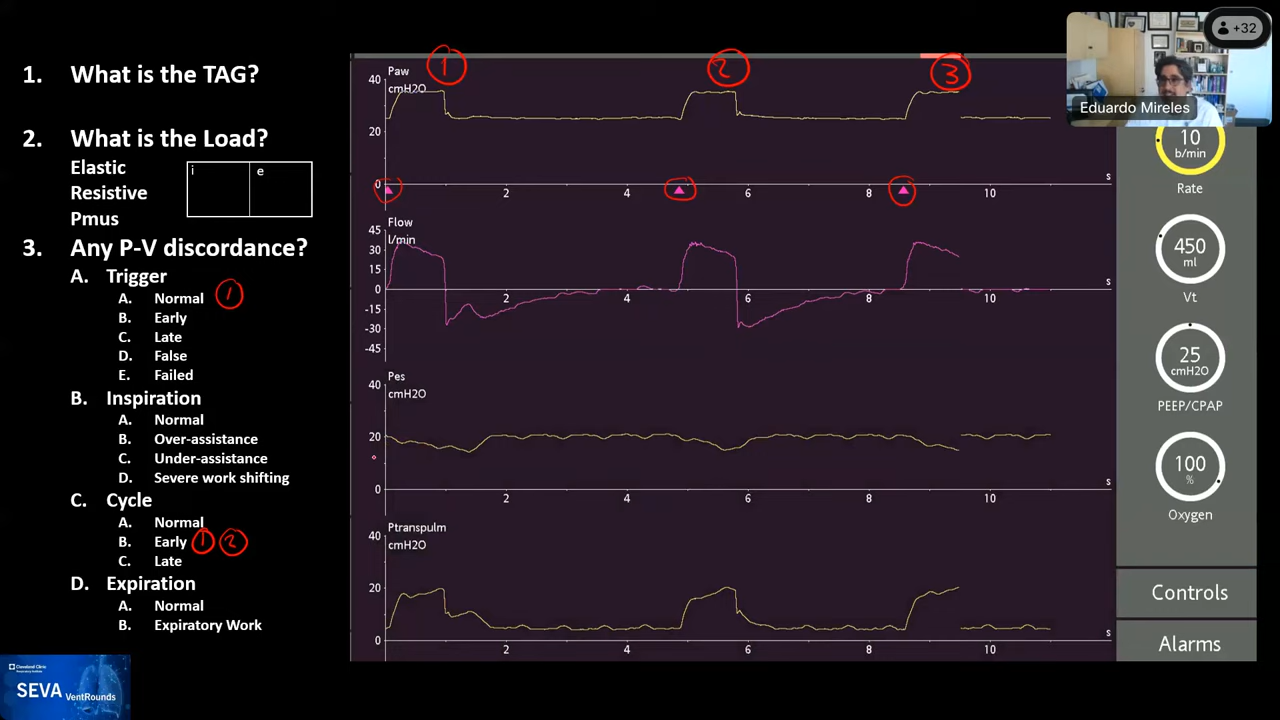 1. What is the TAG?
2. What is the Load?
Elastic
Resistive
Pmus
i e
3. Any P-V discordance?
A. Trigger
A. Normal 1
B. Early
C. Late
D. False
E. Failed
B. Inspiration
A. Normal
B. Over-assistance
C. Under-assistance
D. Severe work shifting
C. Cycle
A. Normal
B. Early 1 2
C. Late
D. Expiration
A. Normal
B. Expiratory Work
Cleveland Clinic
SEVA VentRounds
1 2 3
Paw
cmH2O
40
20
0
2 4 6 8 10 s
Flow
l/min
45
30
15
0
-15
-30
-45
2 4 6 8 10 s
Pes
cmH2O
40
20
0
2 4 6 8 10 s
Ptranspulm
cmH2O
40
20
0
2 4 6 8 10 s
+32
Eduardo Mireles
10
b/min
Rate
450
ml
Vt
25
cmH2O
PEEP/CPAP
100
%
Oxygen
Controls
Alarms